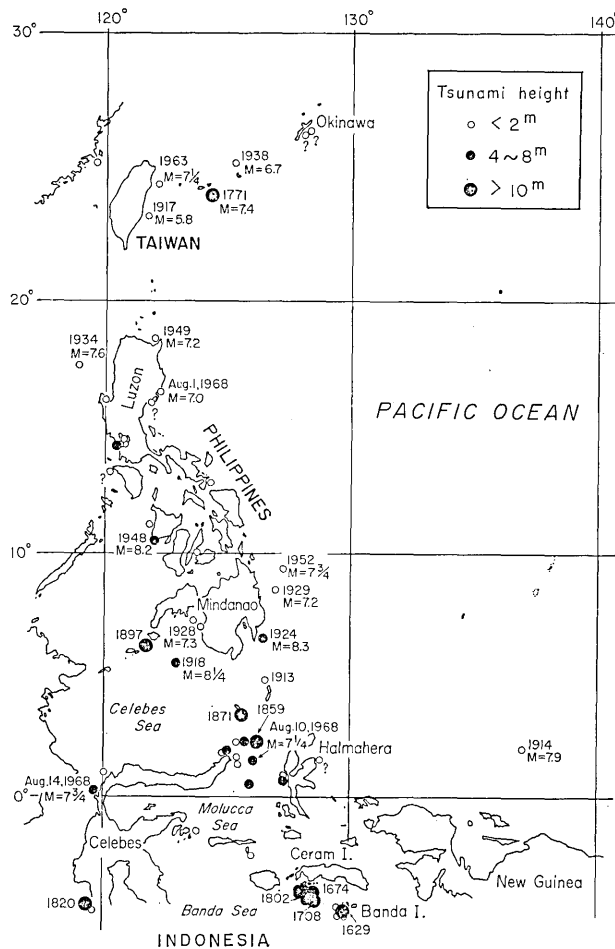 120°
130°
140°
30°
Tsunami height
< 2m
4~8m
> 10m
Okinawa
? ?
1938
M=6.7
1963
M=7¼
1771
M=7.4
1917
M=5.8
TAIWAN
20°
1934
M=7.6
1949
M=7.2
Luzon
Aug.1,1968
M=7.0
?
PACIFIC OCEAN
PHILIPPINES
?
1948
M=8.2
10°
1952
M=7¾
1929
M=7.2
Mindanao
1928
M=7.3
1924
M=8.3
1897
1918
M=8¼
1913
Celebes
Sea
1871
1859
Aug.10,1968
M=7¼
Halmahera
?
1914
M=7.9
Aug.14,1968
M=7¾
0°
Molucca
Sea
Celebes
Ceram I.
New Guinea
1802
1674
1708
1820
Banda Sea
Banda I.
1629
INDONESIA